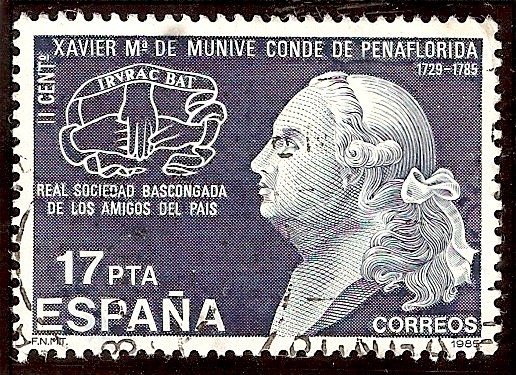 XAVIER Mª DE MUNIVE CONDE DE PEÑAFLORIDA
1729-1785
II CENTº
IRVRAC BAT
REAL SOCIEDAD BASCONGADA
DE LOS AMIGOS DEL PAIS
17 PTA
ESPAÑA
CORREOS
F.N.M.T.
1985